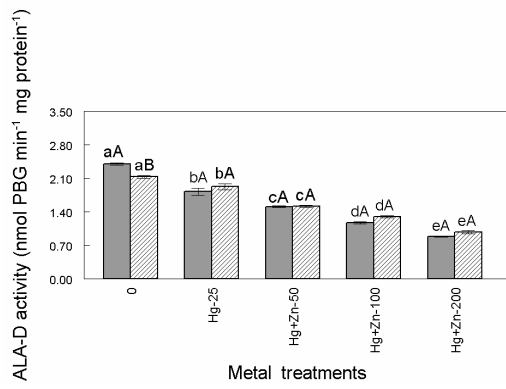 ALA-D activity (nmol PBG min⁻¹ mg protein⁻¹)
3.50
2.80
2.10
1.40
0.70
0.00
aA aB bA bA cA cA dA dA eA eA
0
Hg-25
Hg+Zn-50
Hg+Zn-100
Hg+Zn-200
Metal treatments